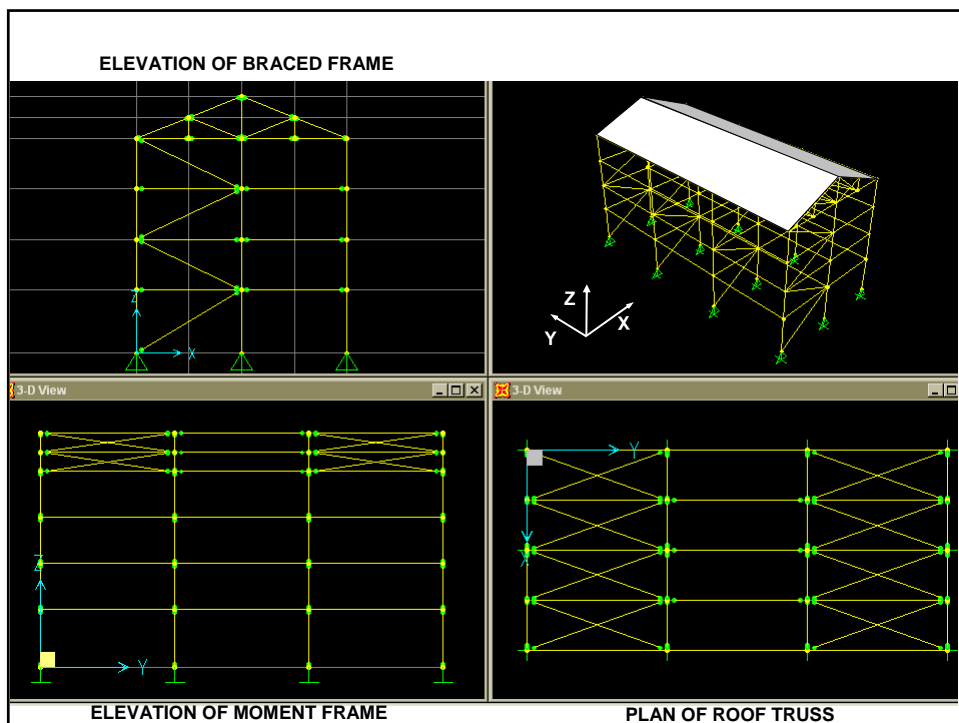 ELEVATION OF BRACED FRAME
Z
X
Z
X
Y
3-D View
3-D View
Z
Y
Y
X
ELEVATION OF MOMENT FRAME
PLAN OF ROOF TRUSS